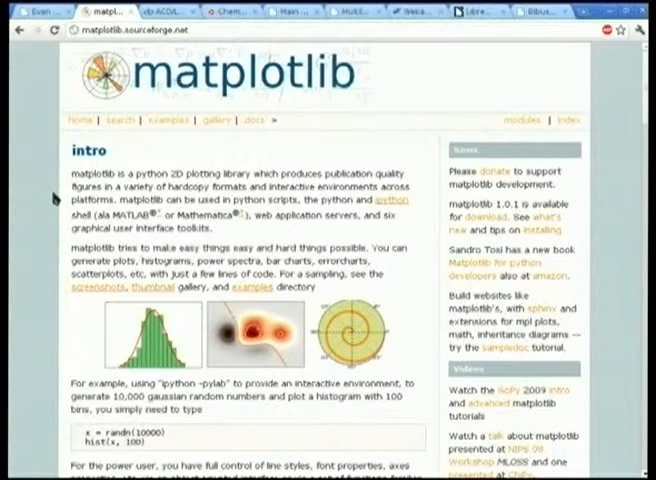 Evan
matpl..
ACD/L
Chem..
Main
Libre..
matplotlib.sourceforge.net
matplotlib
home | search | examples | gallery | docs »
modules | index
intro
matplotlib is a python 2D plotting library which produces publication quality
figures in a variety of hardcopy formats and interactive environments across
platforms. matplotlib can be used in python scripts, the python and ipython
shell (ala MATLAB®* or Mathematica®†), web application servers, and six
graphical user interface toolkits.
matplotlib tries to make easy things easy and hard things possible. You can
generate plots, histograms, power spectra, bar charts, errorcharts,
scatterplots, etc, with just a few lines of code. For a sampling, see the
screenshots, thumbnail gallery, and examples directory
For example, using "ipython -pylab" to provide an interactive environment, to
generate 10,000 gaussian random numbers and plot a histogram with 100
bins, you simply need to type
x = randn(10000)
hist(x, 100)
For the power user, you have full control of line styles, font properties, axes
News
Please donate to support
matplotlib development.
matplotlib 1.0.1 is available
for download. See what's
new and tips on installing
Sandro Tosi has a new book
Matplotlib for python
developers also at amazon.
Build websites like
matplotlib's, with sphinx and
extensions for mpl plots,
math, inheritance diagrams —
try the sampledoc tutorial.
Videos
Watch the SciPy 2009 intro
and advanced matplotlib
tutorials
Watch a talk about matplotlib
presented at NIPS 08
Workshop MLOSS and one
presented at ChiPy.